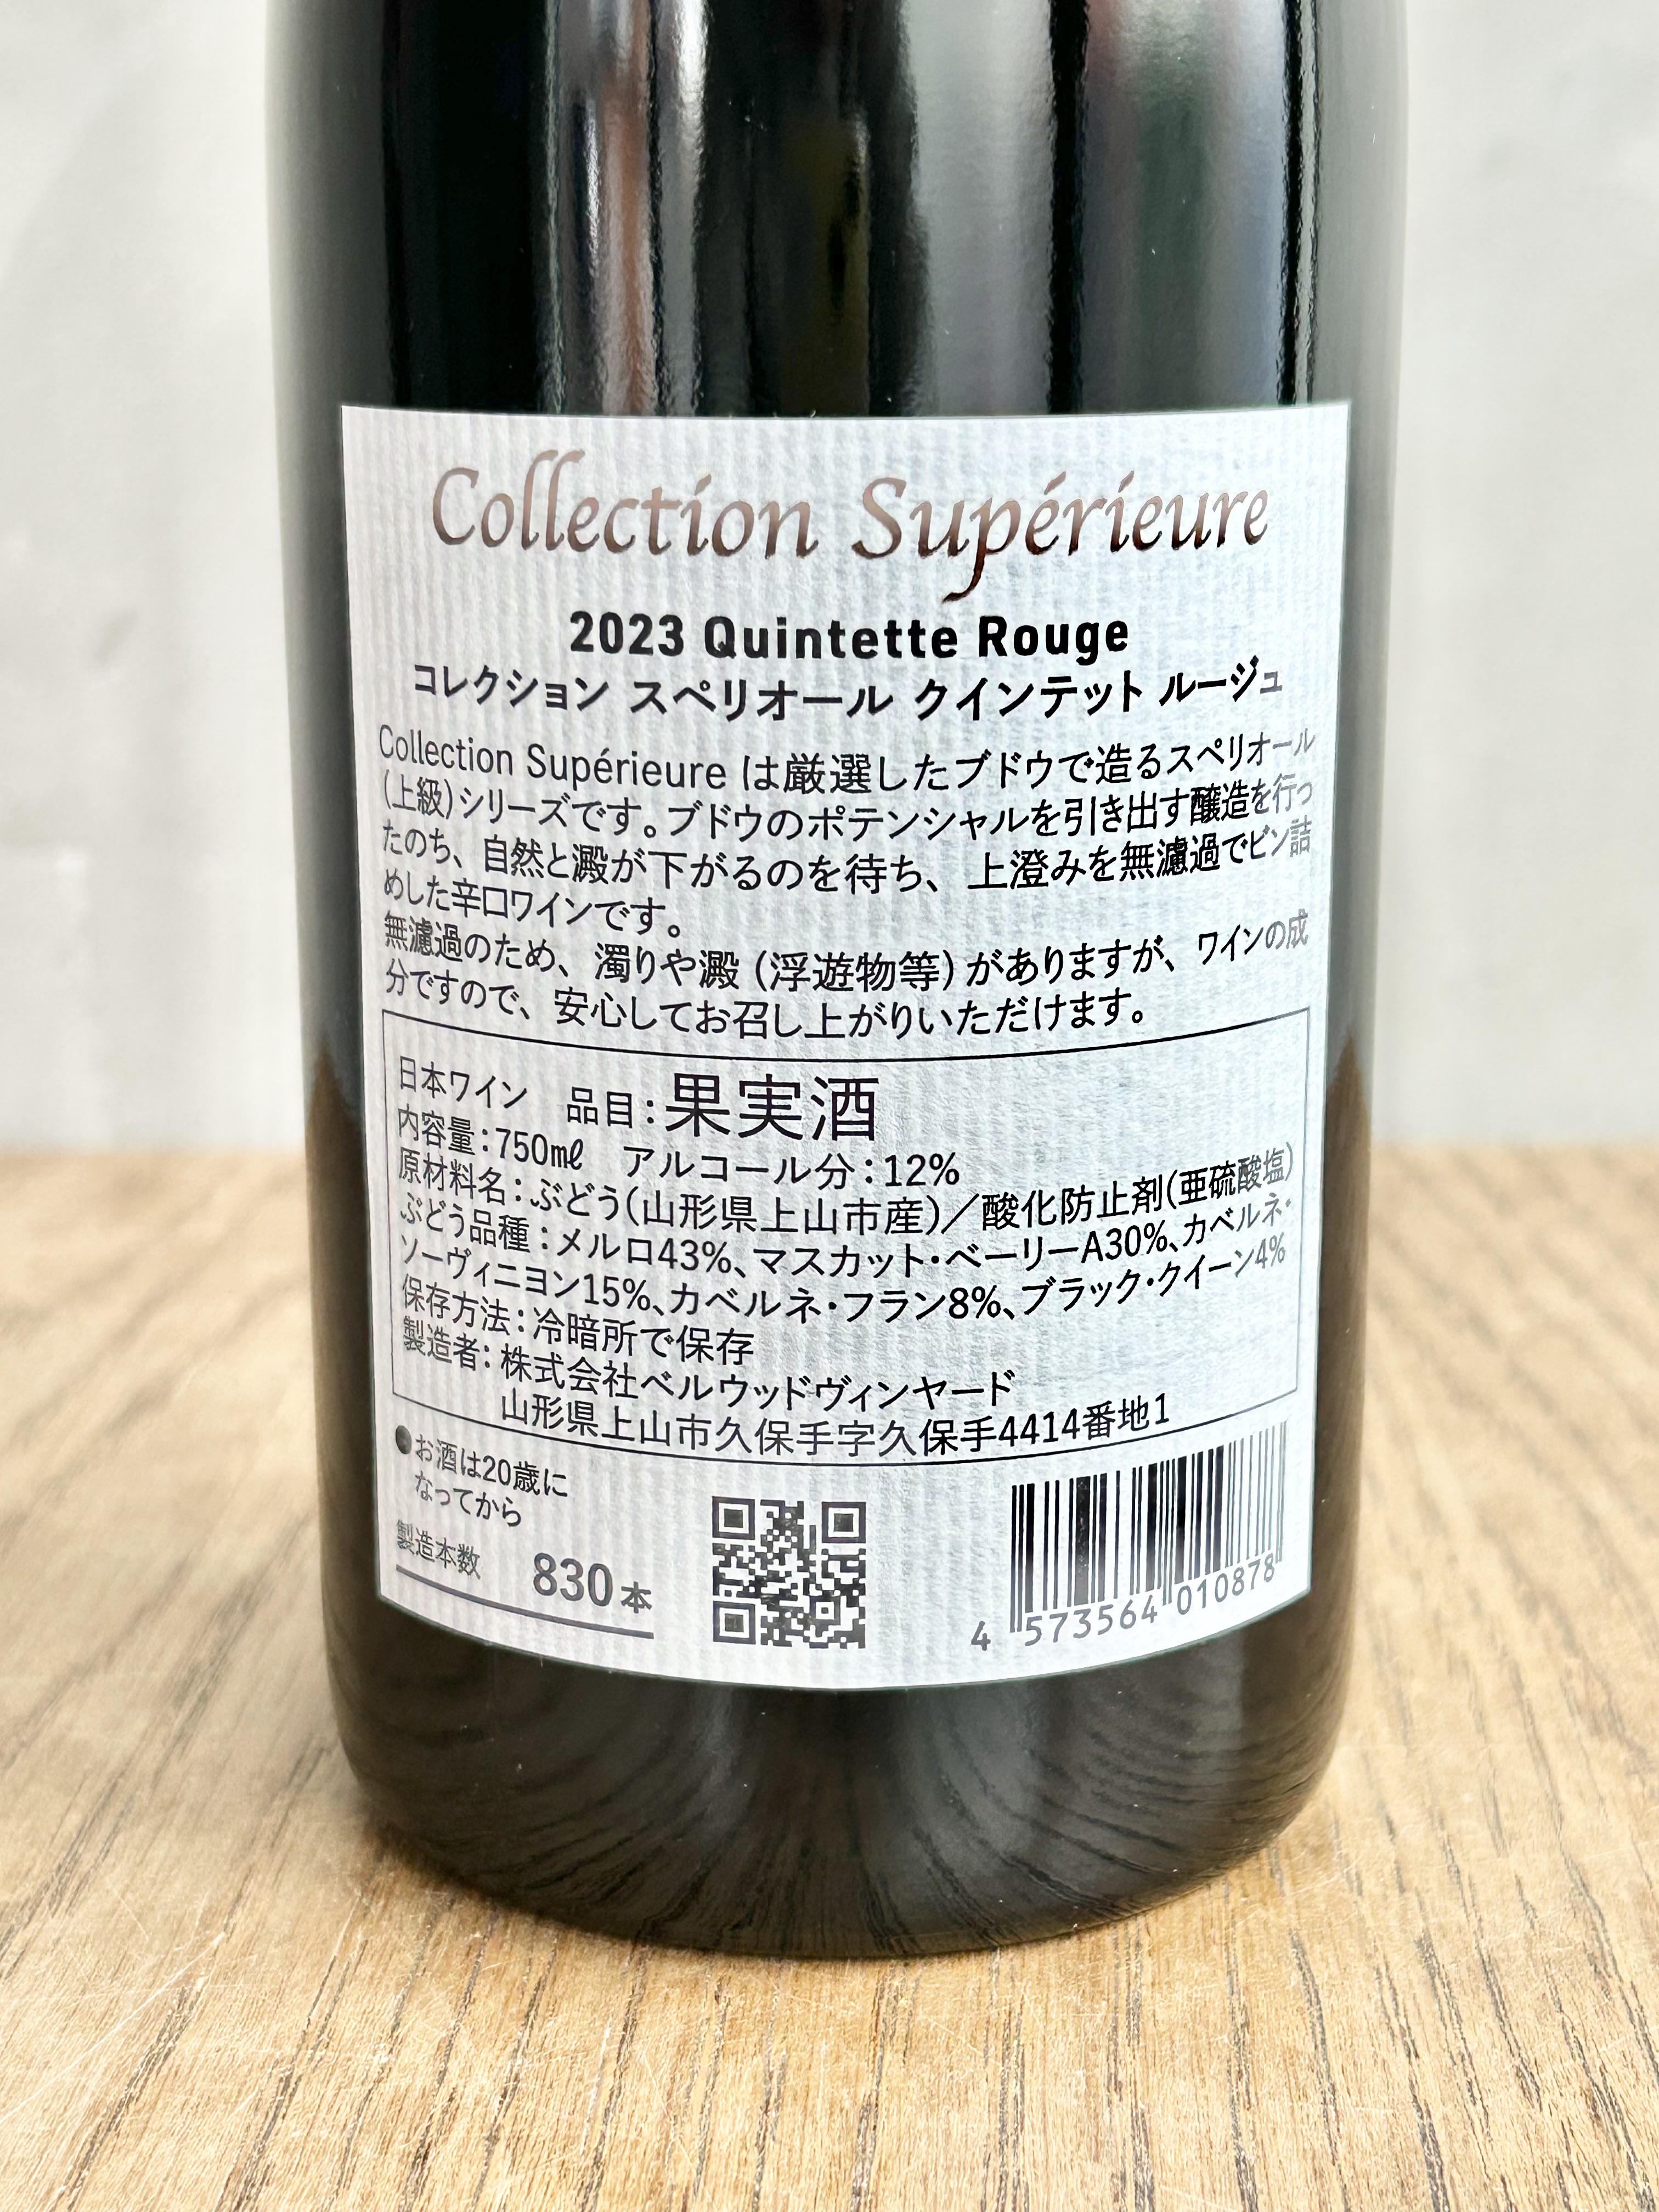 Collection Supérieure
2023 Quintette Rouge
コレクション スペリオール クインテット ルージュ
Collection Supérieure は厳選したブドウで造るスペリオール
(上級)シリーズです。ブドウのポテンシャルを引き出す醸造を行っ
たのち、自然と澱が下がるのを待ち、上澄みを無濾過でビン詰
めした辛口ワインです。
無濾過のため、濁りや澱 (浮遊物等) がありますが、ワインの成
分ですので、安心してお召し上がりいただけます。
日本ワイン 品目:果実酒
内容量:750㎖ アルコール分:12%
原材料名:ぶどう(山形県上山市産)／酸化防止剤(亜硫酸塩)
ぶどう品種:メルロ43%、マスカット・ベーリーA30%、カベルネ・
ソーヴィニヨン15%、カベルネ・フラン8%、ブラック・クイーン4%
保存方法:冷暗所で保存
製造者:株式会社ベルウッドヴィンヤード
山形県上山市久保手字久保手4414番地1
●お酒は20歳に
なってから
製造本数 830本
4 573564 010878